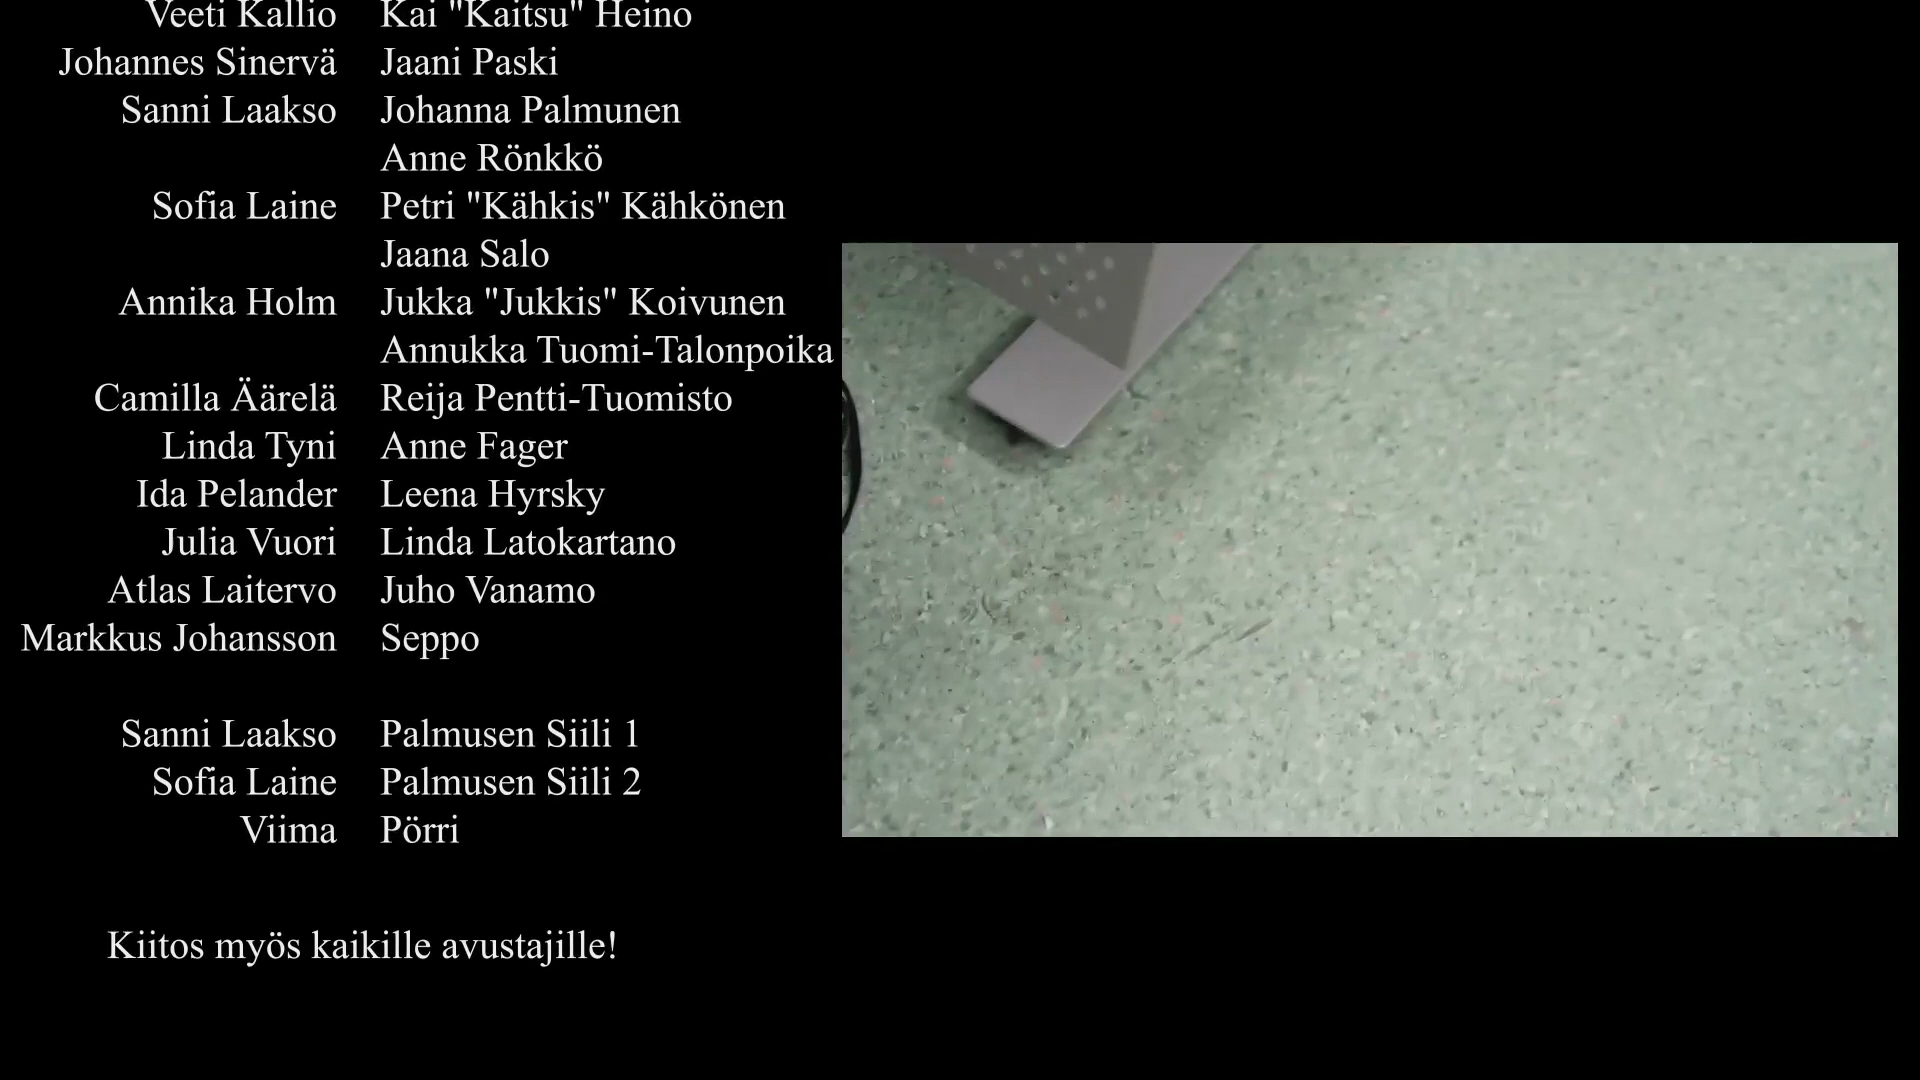 Veeti Kallio Kai "Kaitsu" Heino
Johannes Sinervä Jaani Paski
Sanni Laakso Johanna Palmunen
Anne Rönkkö
Sofia Laine Petri "Kähkis" Kähkönen
Jaana Salo
Annika Holm Jukka "Jukkis" Koivunen
Annukka Tuomi-Talonpoika
Camilla Äärelä Reija Pentti-Tuomisto
Linda Tyni Anne Fager
Ida Pelander Leena Hyrsky
Julia Vuori Linda Latokartano
Atlas Laitervo Juho Vanamo
Markkus Johansson Seppo
Sanni Laakso Palmusen Siili 1
Sofia Laine Palmusen Siili 2
Viima Pörri
Kiitos myös kaikille avustajille!